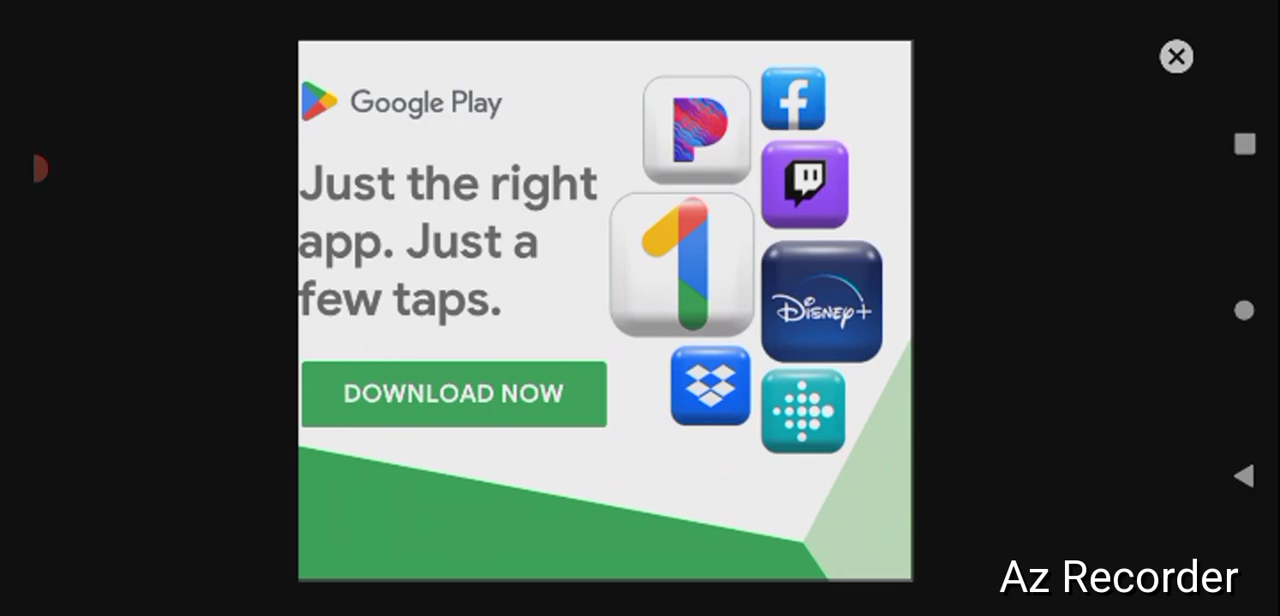 Google Play
Just the right
app. Just a
few taps.
DOWNLOAD NOW
Disney+
Az Recorder